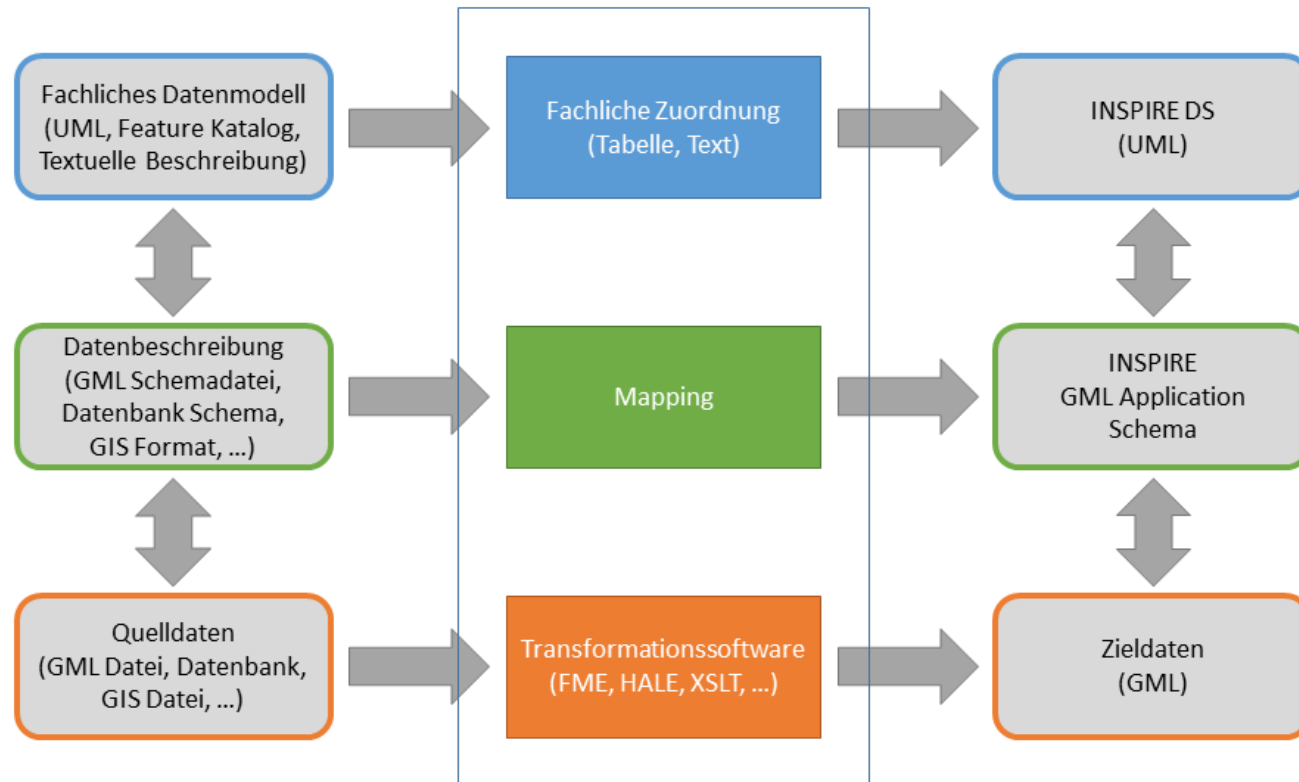 Fachliches Datenmodell
(UML, Feature Katalog,
Textuelle Beschreibung)
Fachliche Zuordnung
(Tabelle, Text)
INSPIRE DS
(UML)
Datenbeschreibung
(GML Schemadatei,
Datenbank Schema,
GIS Format, ...)
Mapping
INSPIRE
GML Application
Schema
Quelldaten
(GML Datei, Datenbank,
GIS Datei, ...)
Transformationssoftware
(FME, HALE, XSLT, ...)
Zieldaten
(GML)